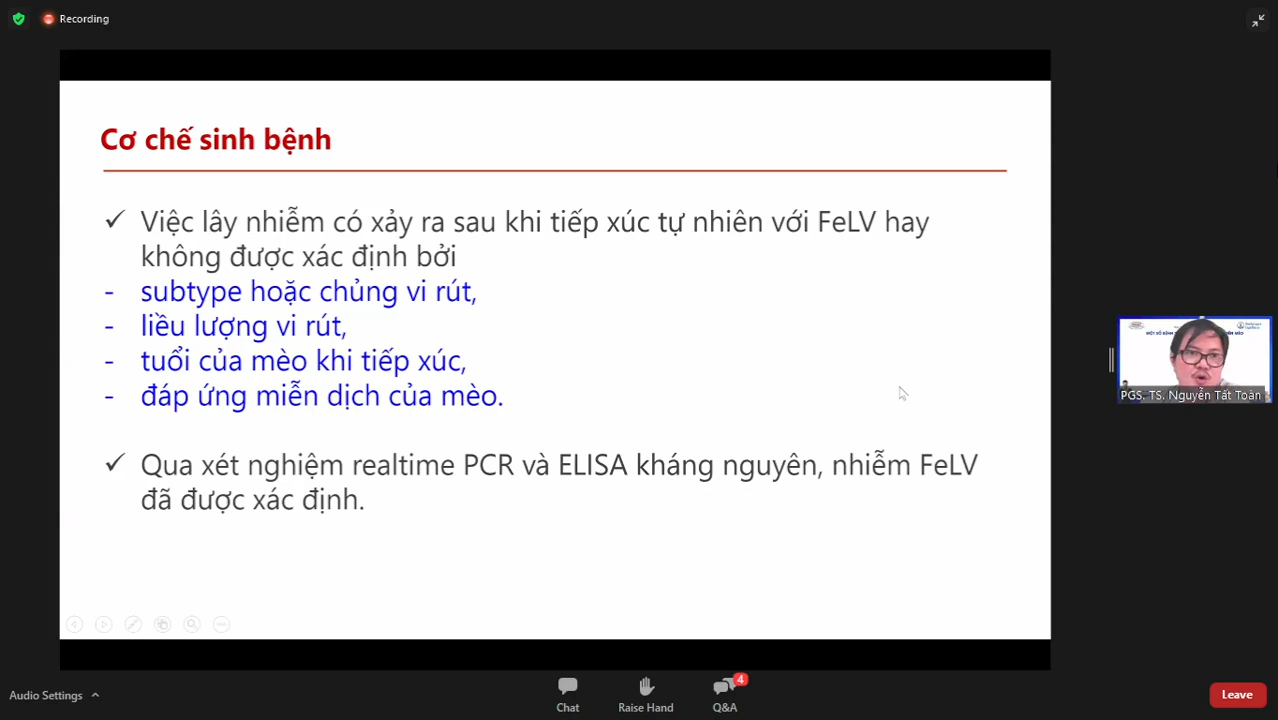 Recording
Cơ chế sinh bệnh
✓ Việc lây nhiễm có xảy ra sau khi tiếp xúc tự nhiên với FeLV hay
không được xác định bởi
- subtype hoặc chủng vi rút,
- liều lượng vi rút,
- tuổi của mèo khi tiếp xúc,
- đáp ứng miễn dịch của mèo.
✓ Qua xét nghiệm realtime PCR và ELISA kháng nguyên, nhiễm FeLV
đã được xác định.
PGS. TS. Nguyễn Tất Toàn
Audio Settings
Chat
Raise Hand
4
Q&A
Leave